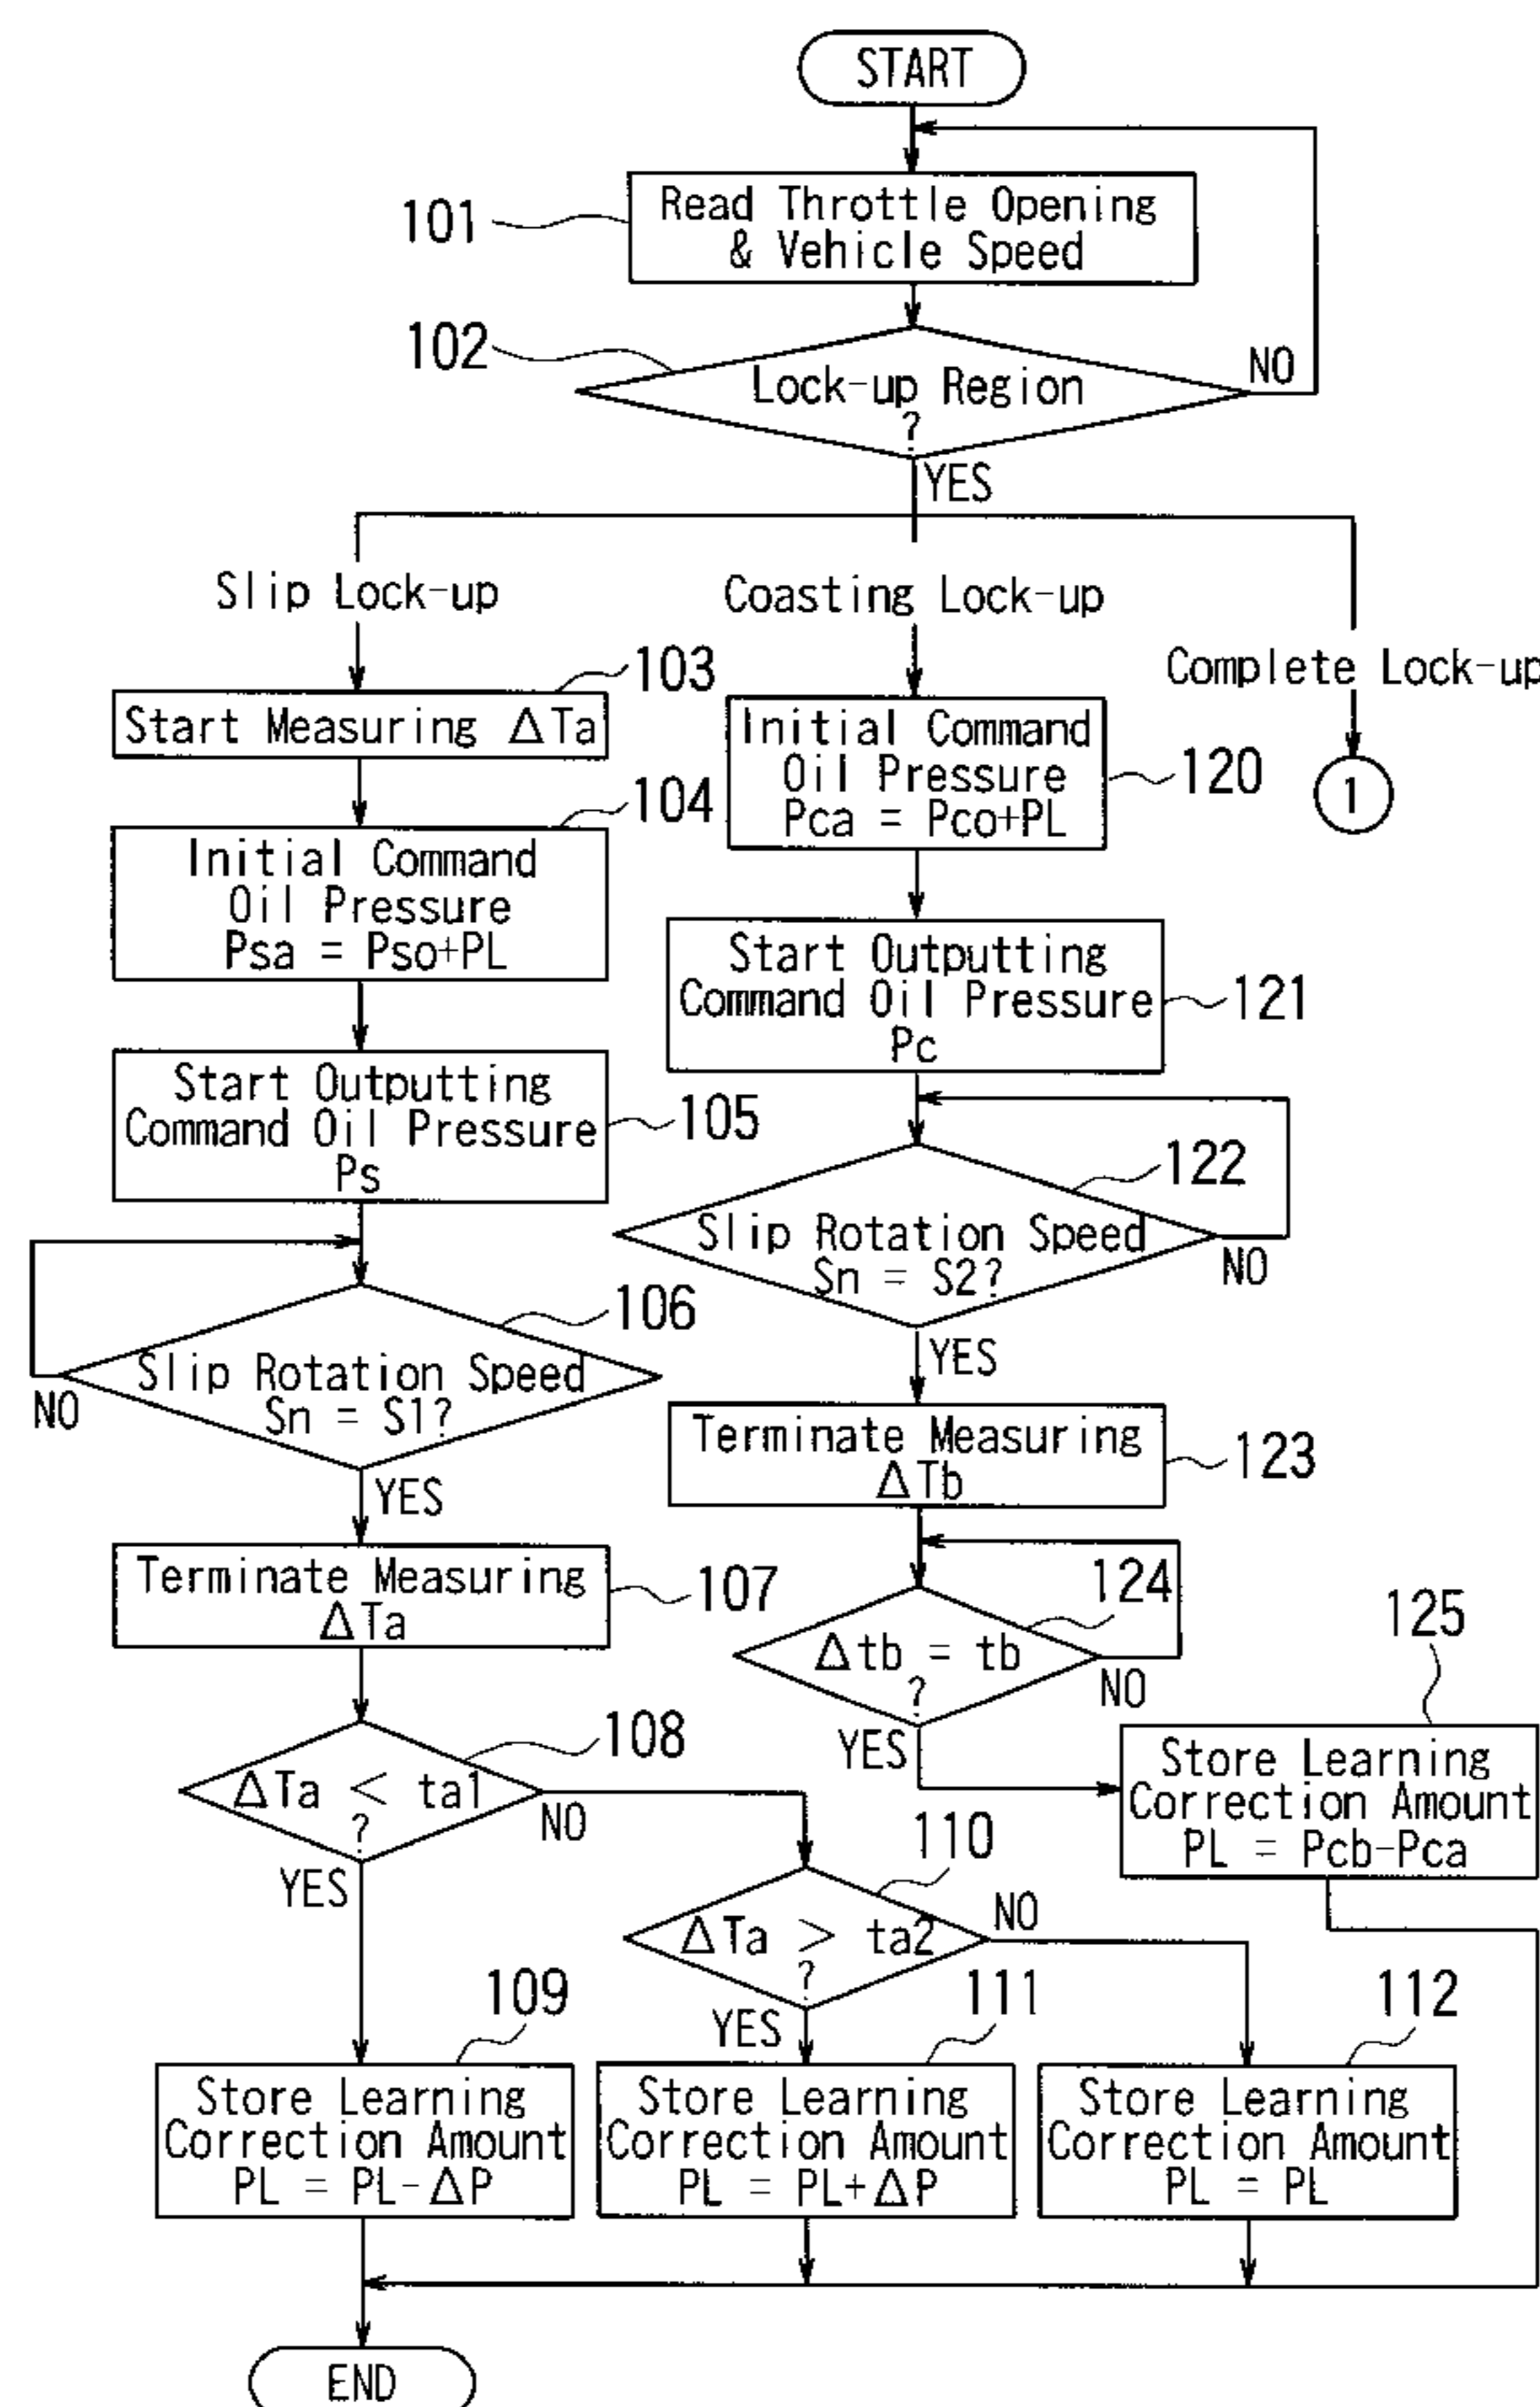 START
101
Read Throttle Opening
& Vehicle Speed
102
Lock-up Region
?
NO
YES
Slip Lock-up
Coasting Lock-up
Complete Lock-up
103
Start Measuring ΔTa
Initial Command
Oil Pressure
Pca = Pco+PL
120
1
104
Initial Command
Oil Pressure
Psa = Pso+PL
Start Outputting
Command Oil Pressure
Pc
121
Start Outputting
Command Oil Pressure
Ps
105
122
Slip Rotation Speed
Sn = S2?
NO
YES
106
Slip Rotation Speed
Sn = S1?
NO
YES
Terminate Measuring
ΔTb
123
Terminate Measuring
ΔTa
107
124
Δtb = tb
?
NO
YES
125
Store Learning
Correction Amount
PL = Pcb-Pca
108
ΔTa < ta1
?
NO
YES
110
ΔTa > ta2
?
NO
YES
109
Store Learning
Correction Amount
PL = PL-ΔP
111
Store Learning
Correction Amount
PL = PL+ΔP
112
Store Learning
Correction Amount
PL = PL
END